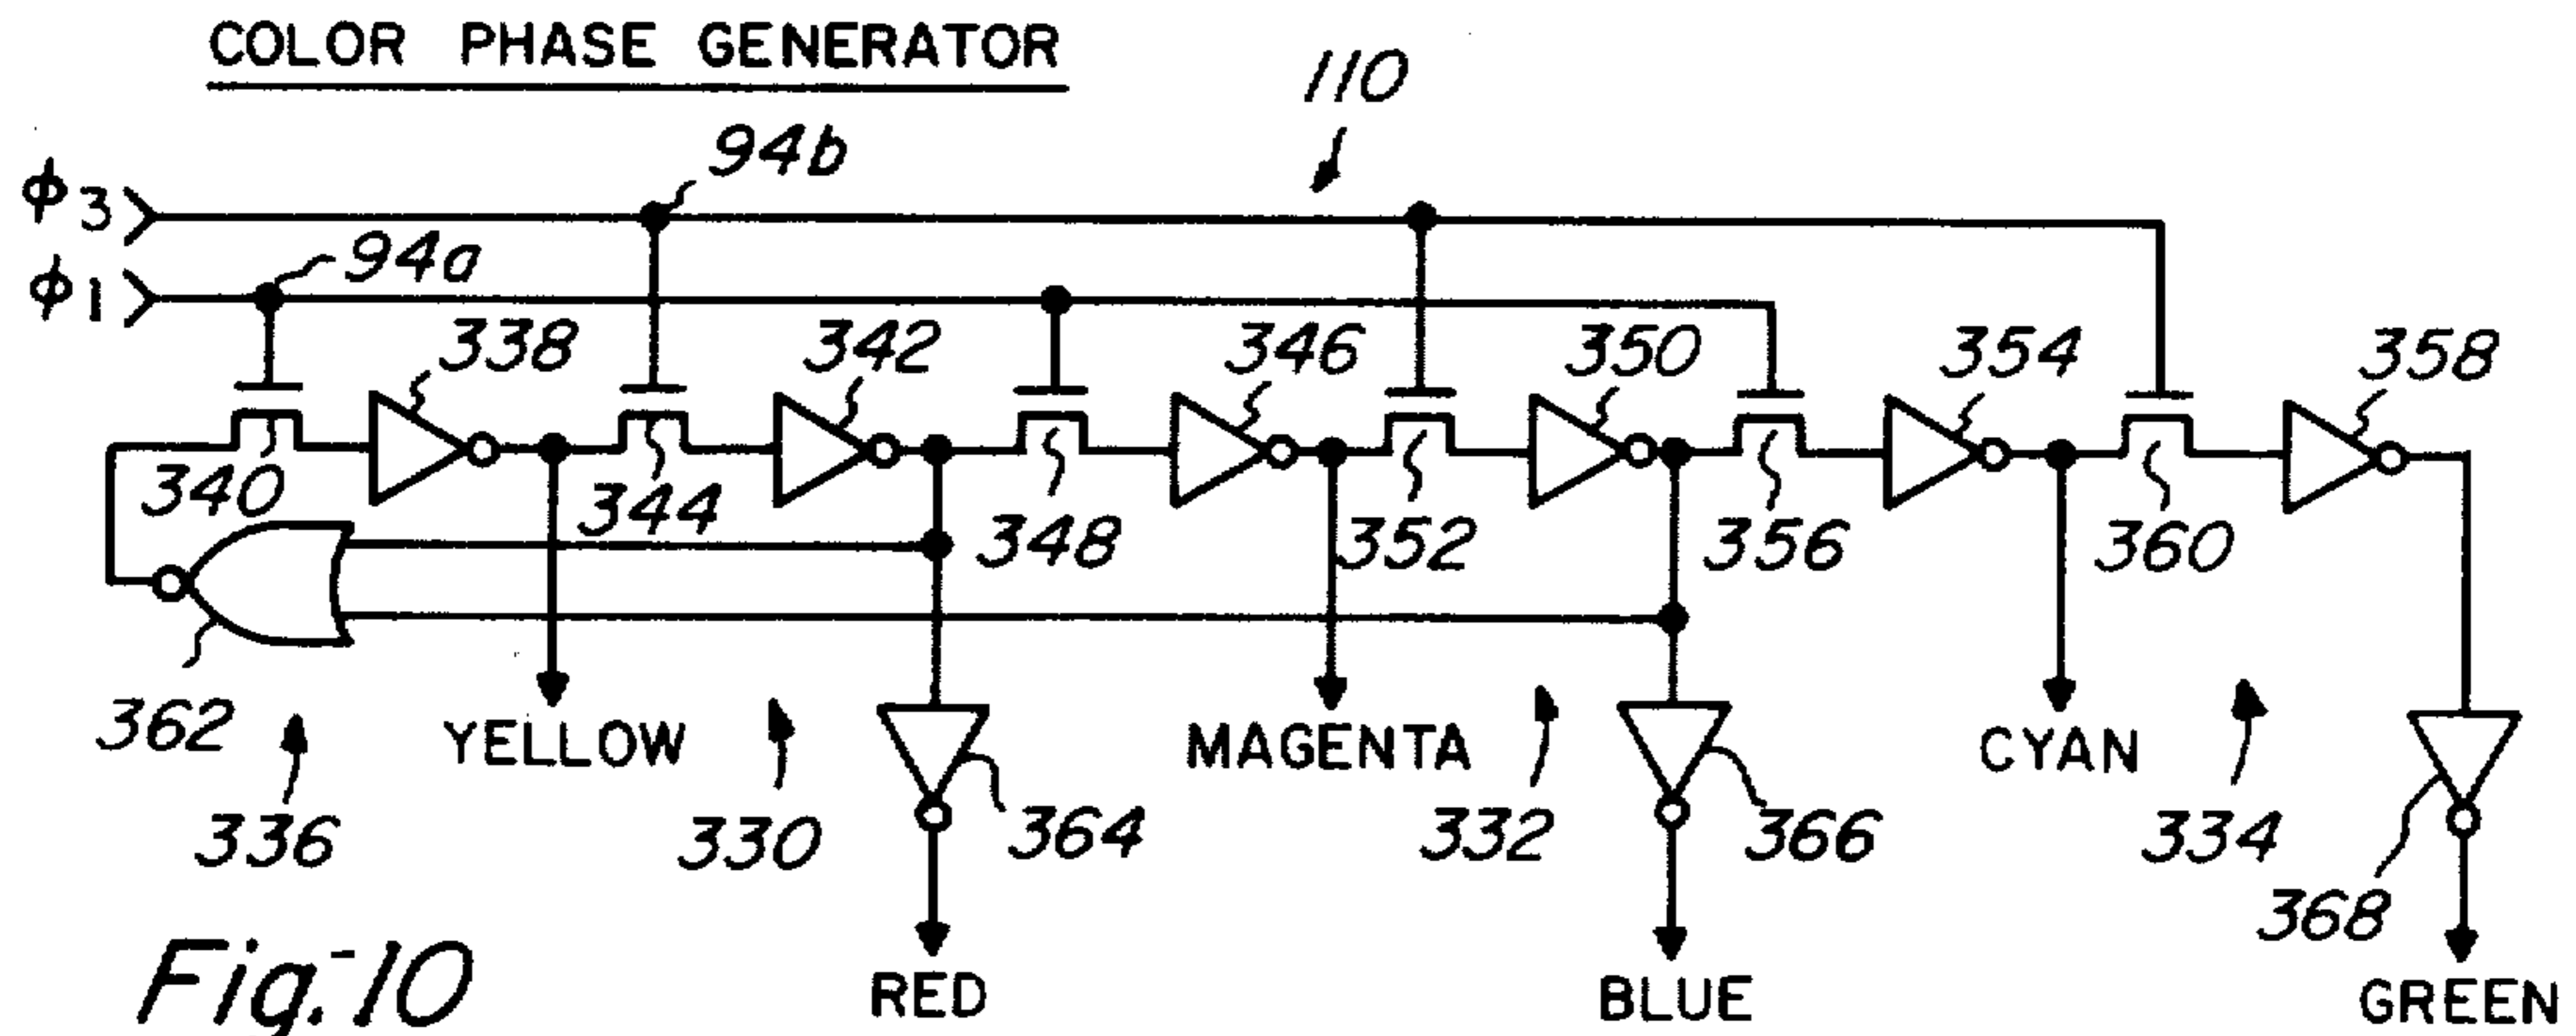 COLOR PHASE GENERATOR
110
94b
ϕ3
94a
ϕ1
338
342
346
350
354
358
340
344
348
352
356
360
362
YELLOW
MAGENTA
CYAN
336
330
364
332
366
334
368
RED
BLUE
GREEN
Fig.-10